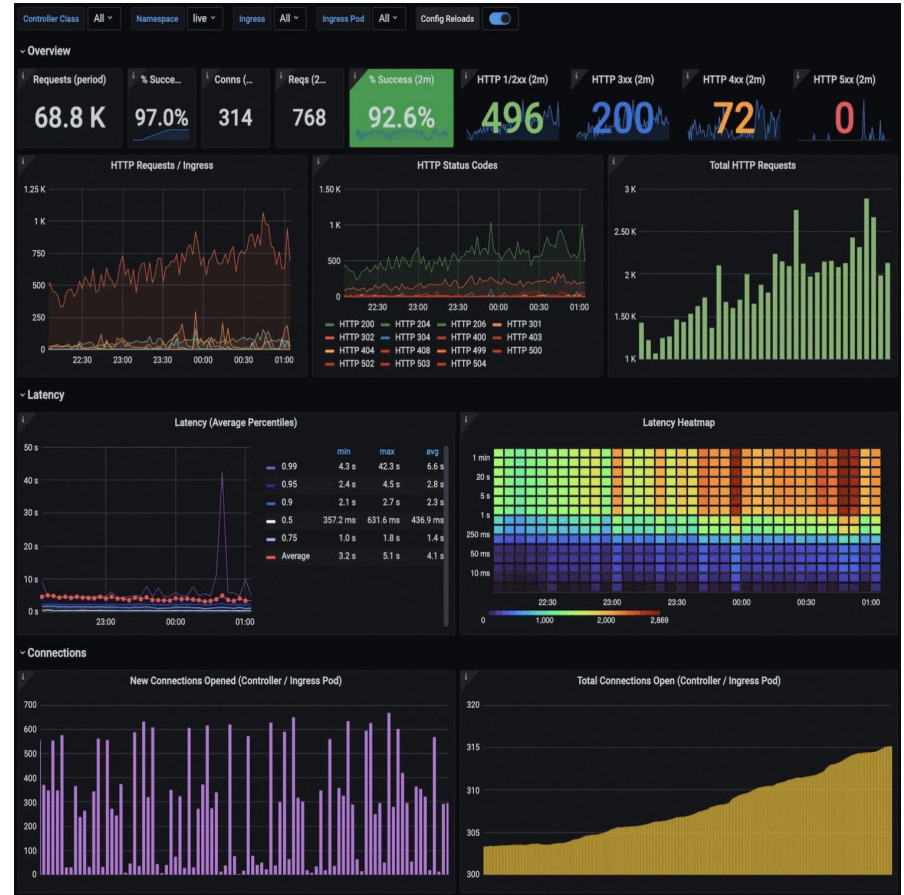 Controller Class All Namespace live Ingress All Ingress Pod All Config Reloads
Overview
Requests (period) % Succe... Conns (... Reqs (2... % Success (2m) HTTP 1/2xx (2m) HTTP 3xx (2m) HTTP 4xx (2m) HTTP 5xx (2m)
68.8 K 97.0% 314 768 92.6% 496 200 72 0
HTTP Requests / Ingress
1.25 K
1 K
750
500
250
0
22:30 23:00 23:30 00:00 00:30 01:00
HTTP Status Codes
1.50 K
1 K
500
0
22:30 23:00 23:30 00:00 00:30 01:00
HTTP 200 HTTP 204 HTTP 206 HTTP 301
HTTP 302 HTTP 304 HTTP 400 HTTP 403
HTTP 404 HTTP 408 HTTP 499 HTTP 500
HTTP 502 HTTP 503 HTTP 504
Total HTTP Requests
3 K
2.50 K
2 K
1.50 K
1 K
Latency
Latency (Average Percentiles)
50 s
40 s
30 s
20 s
10 s
0 s
23:00 00:00 01:00
min max avg
0.99 4.3 s 42.3 s 6.6 s
0.95 2.4 s 4.5 s 2.8 s
0.9 2.1 s 2.7 s 2.3 s
0.5 357.2 ms 631.6 ms 436.9 ms
0.75 1.0 s 1.8 s 1.4 s
Average 3.2 s 5.1 s 4.1 s
Latency Heatmap
1 min
20 s
5 s
1 s
250 ms
50 ms
10 ms
22:30 23:00 23:30 00:00 00:30 01:00
0 1,000 2,000 2,869
Connections
New Connections Opened (Controller / Ingress Pod)
700
600
500
400
300
200
100
0
Total Connections Open (Controller / Ingress Pod)
320
315
310
305
300